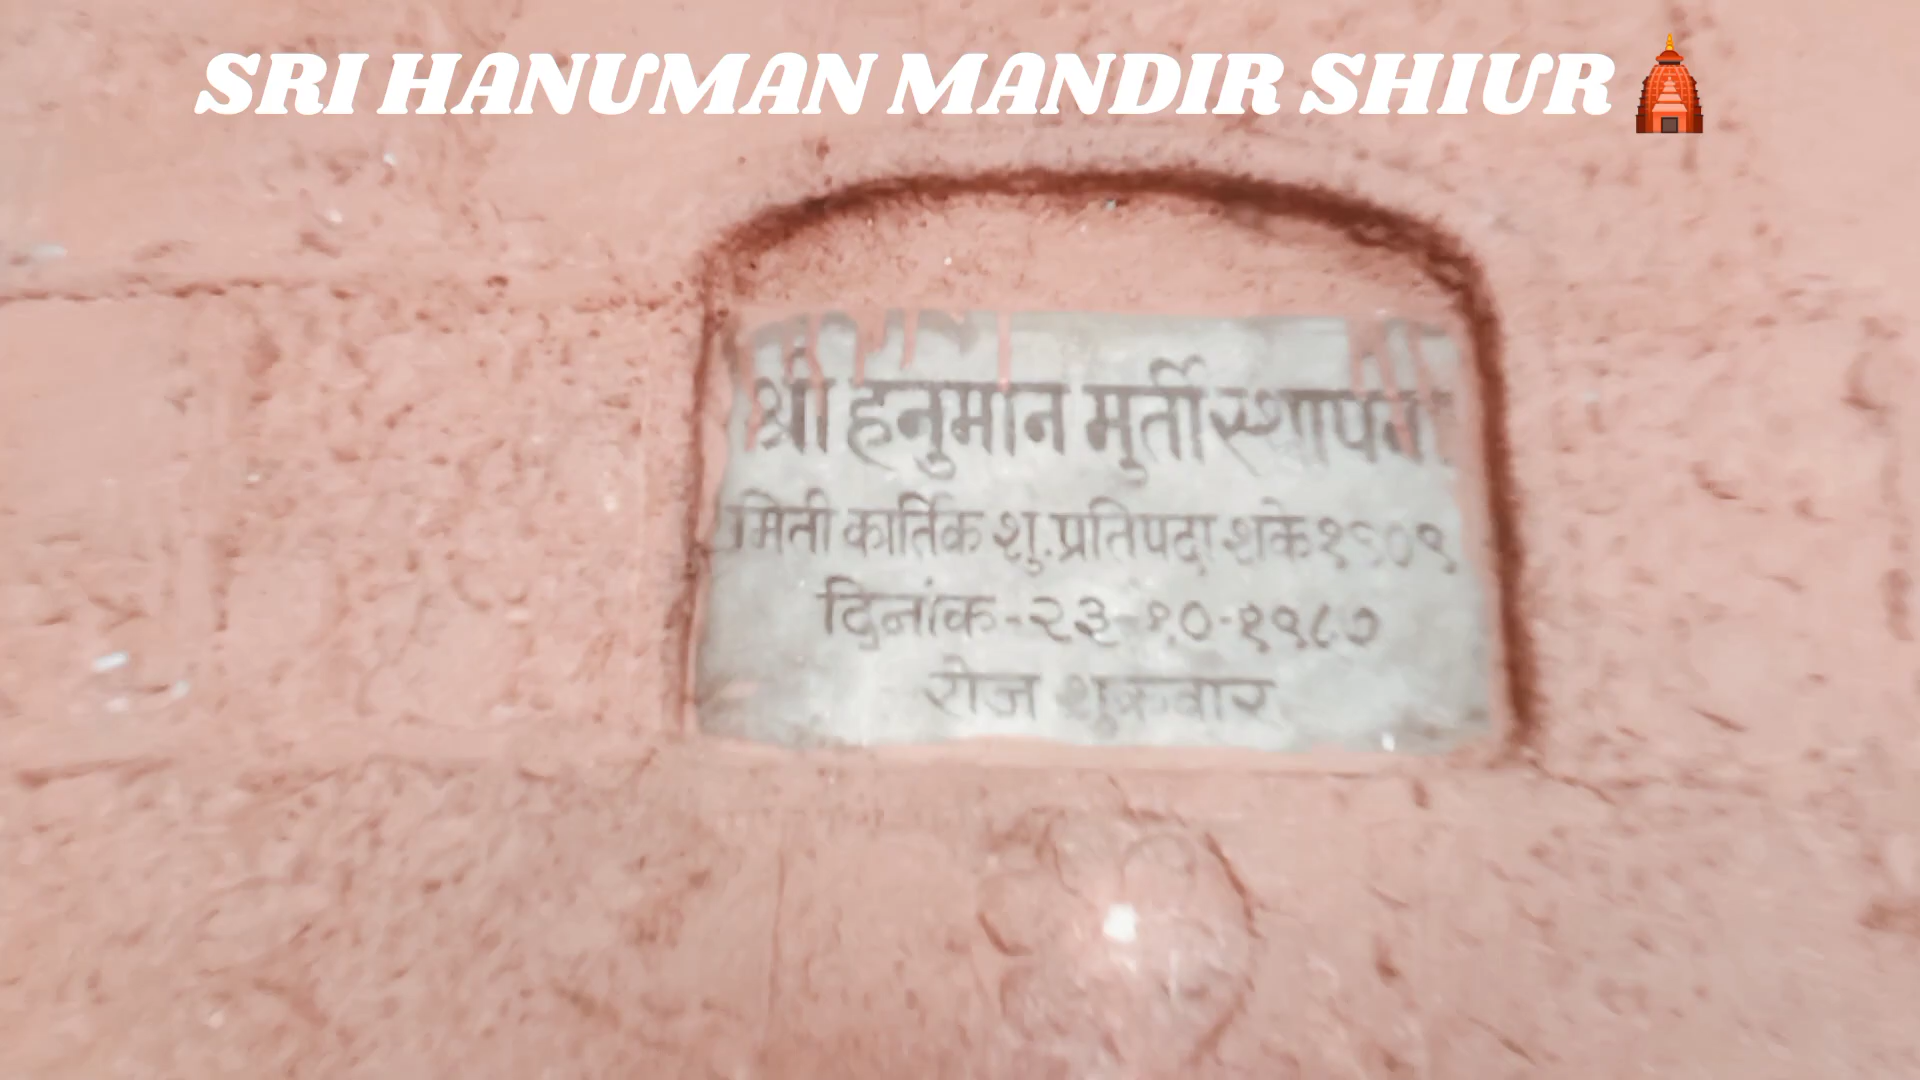 SRI HANUMAN MANDIR SHIUR
श्री हनुमान मुर्ती स्थापना
मिती कार्तिक शु. प्रतिपदा शके १९०९
दिनांक-२३-१०-१९८७
रोज शुक्रवार